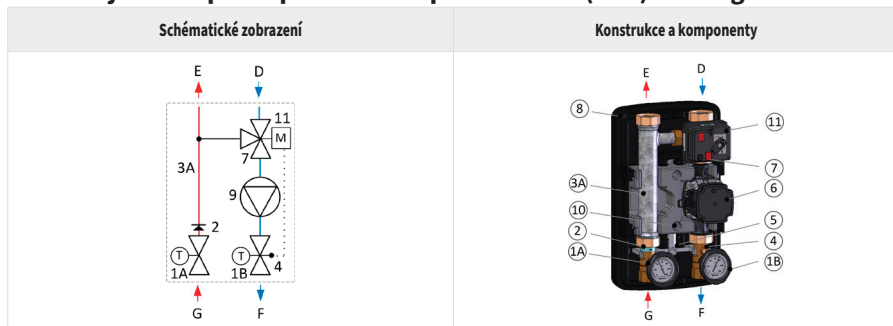 Schématické zobrazení
Konstrukce a komponenty
E
D
11
M
7
3A
9
2
T
T
1A
1B
4
G
F
E
D
8
11
7
3A
6
10
5
2
4
1A
1B
G
F